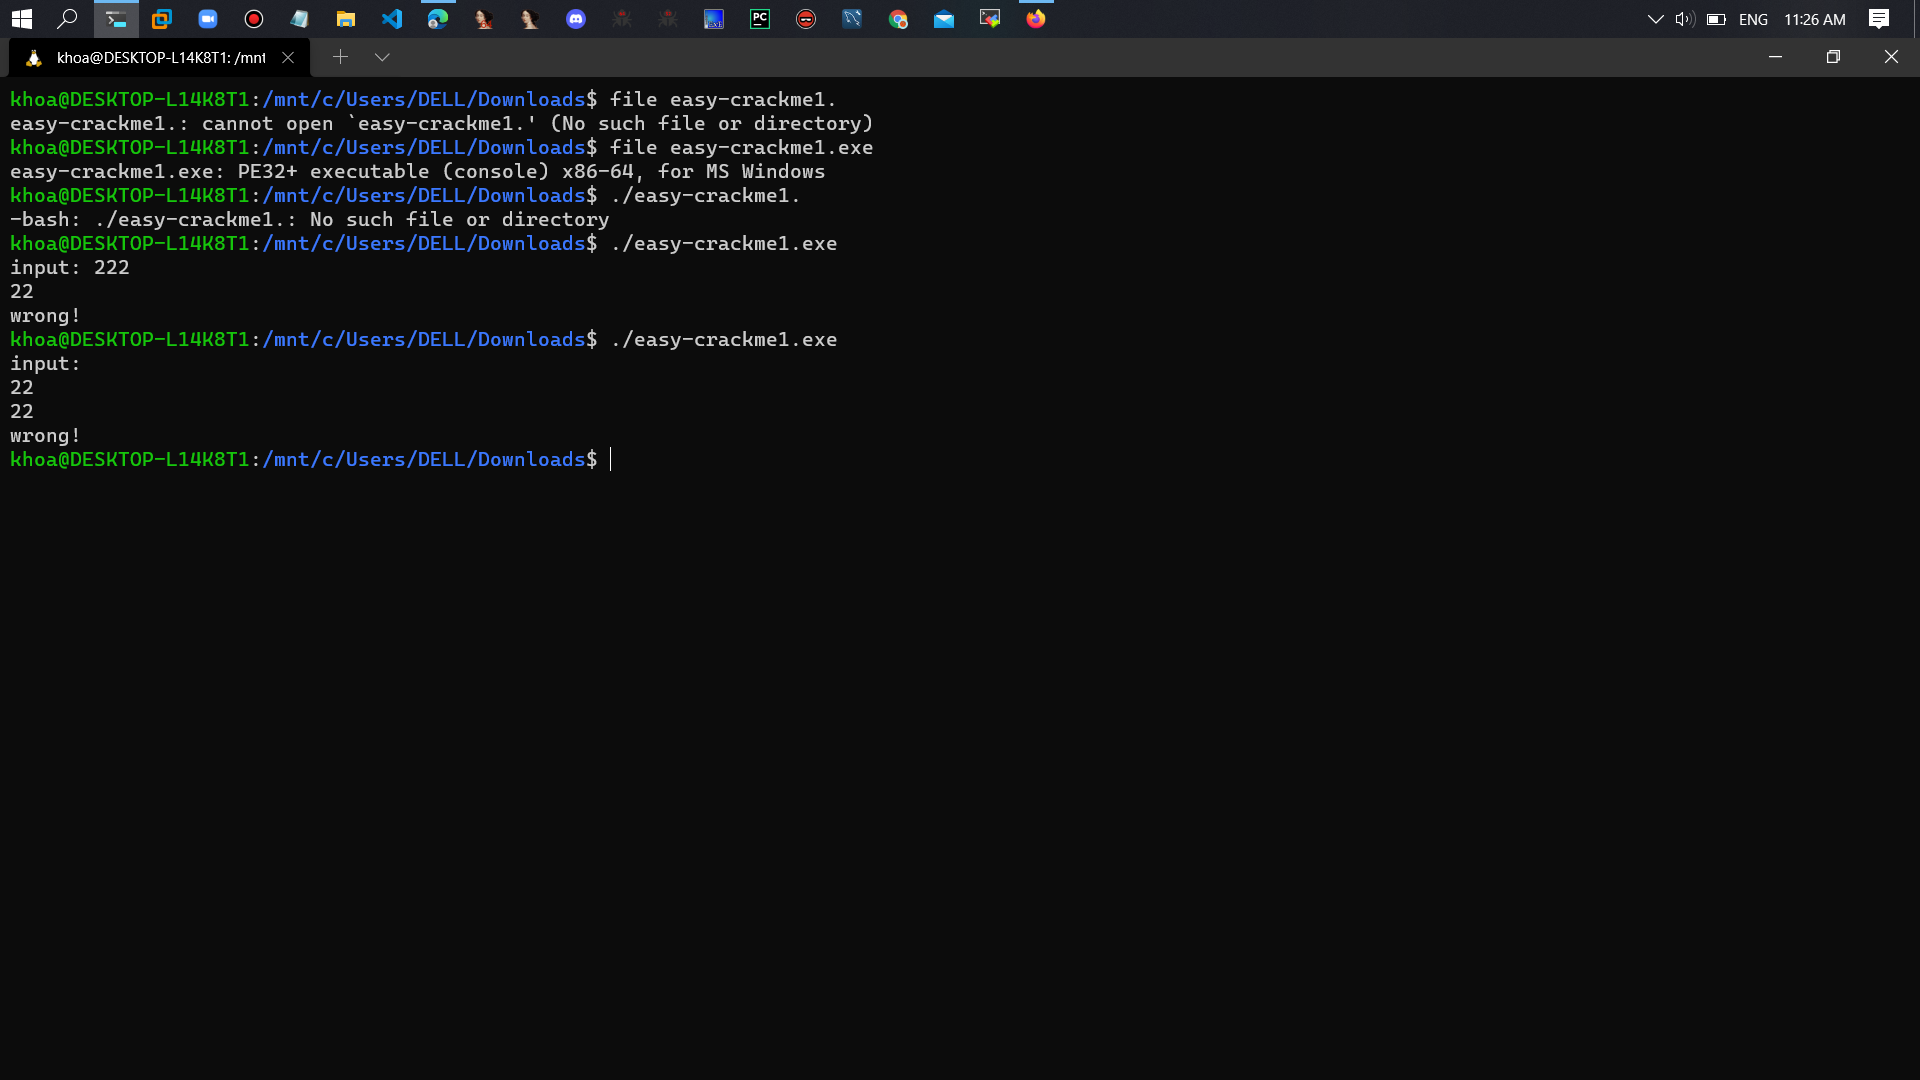 ENG 11:26 AM
khoa@DESKTOP-L14K8T1: /mnt
khoa@DESKTOP-L14K8T1:/mnt/c/Users/DELL/Downloads$ file easy-crackme1.
easy-crackme1.: cannot open `easy-crackme1.' (No such file or directory)
khoa@DESKTOP-L14K8T1:/mnt/c/Users/DELL/Downloads$ file easy-crackme1.exe
easy-crackme1.exe: PE32+ executable (console) x86-64, for MS Windows
khoa@DESKTOP-L14K8T1:/mnt/c/Users/DELL/Downloads$ ./easy-crackme1.
-bash: ./easy-crackme1.: No such file or directory
khoa@DESKTOP-L14K8T1:/mnt/c/Users/DELL/Downloads$ ./easy-crackme1.exe
input: 222
22
wrong!
khoa@DESKTOP-L14K8T1:/mnt/c/Users/DELL/Downloads$ ./easy-crackme1.exe
input:
22
22
wrong!
khoa@DESKTOP-L14K8T1:/mnt/c/Users/DELL/Downloads$